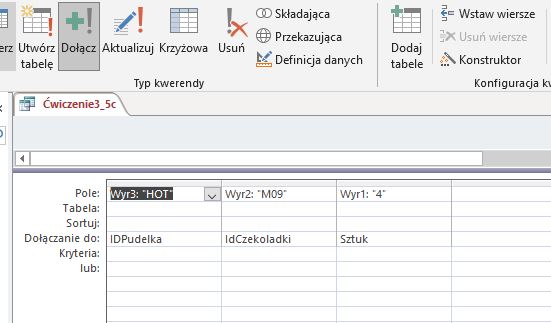 Składająca
Wstaw wiersze
erz Utwórz tabelę Dołącz Aktualizuj Krzyżowa Usuń
Przekazująca
Definicja danych
Dodaj tabele
Usuń wiersze
Konstruktor
Typ kwerendy
Konfiguracja k
Ćwiczenie3_5c
Pole: Wyr3: "HOT" Wyr2: "M09" Wyr1: "4"
Tabela:
Sortuj:
Dołączanie do: IDPudelka IdCzekoladki Sztuk
Kryteria:
lub: